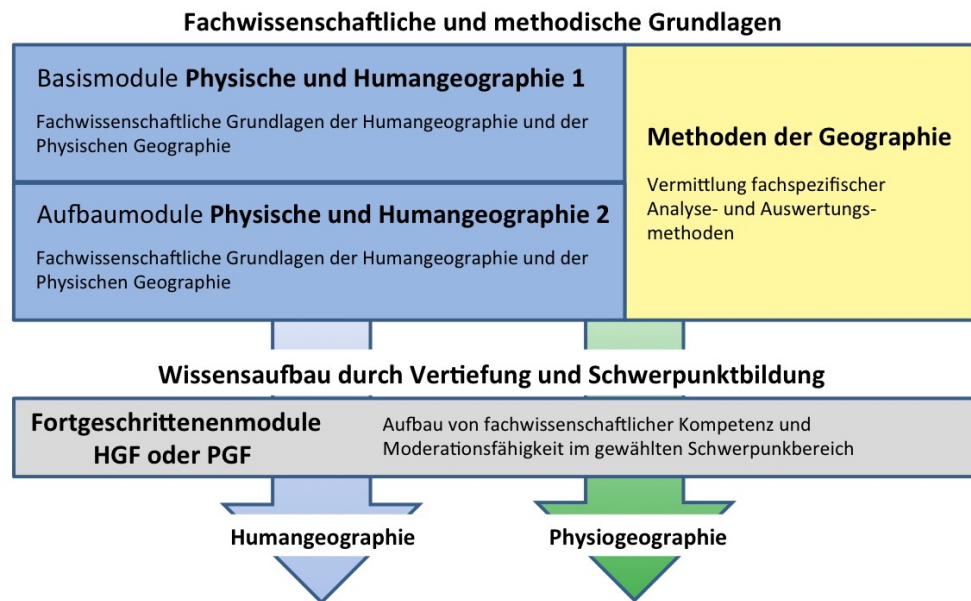 Fachwissenschaftliche und methodische Grundlagen
Basismodule Physische und Humangeographie 1
Fachwissenschaftliche Grundlagen der Humangeographie und der
Physischen Geographie
Aufbaumodule Physische und Humangeographie 2
Fachwissenschaftliche Grundlagen der Humangeographie und der
Physischen Geographie
Methoden der Geographie
Vermittlung fachspezifischer
Analyse- und Auswertungs-
methoden
Wissensaufbau durch Vertiefung und Schwerpunktbildung
Fortgeschrittenenmodule
HGF oder PGF
Aufbau von fachwissenschaftlicher Kompetenz und
Moderationsfähigkeit im gewählten Schwerpunkbereich
Humangeographie
Physiogeographie